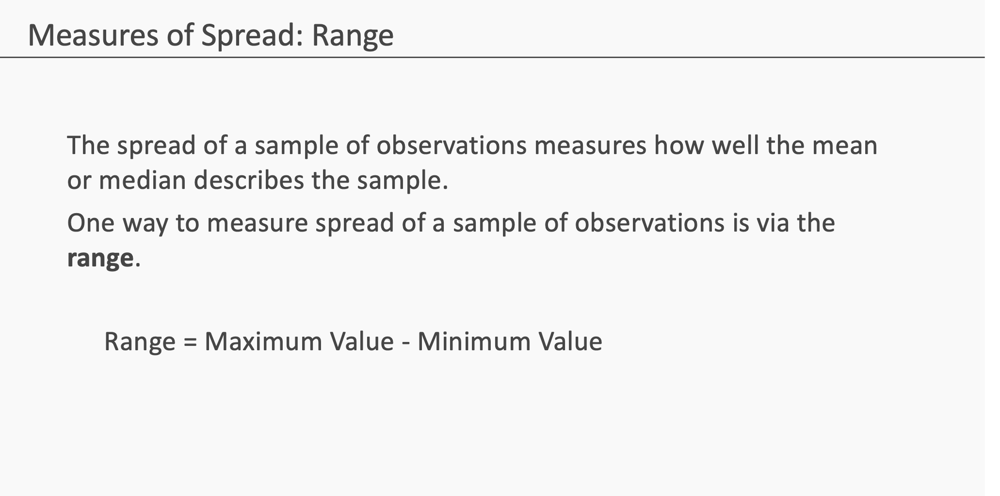 Measures of Spread: Range
The spread of a sample of observations measures how well the mean
or median describes the sample.
One way to measure spread of a sample of observations is via the
range.
Range = Maximum Value - Minimum Value